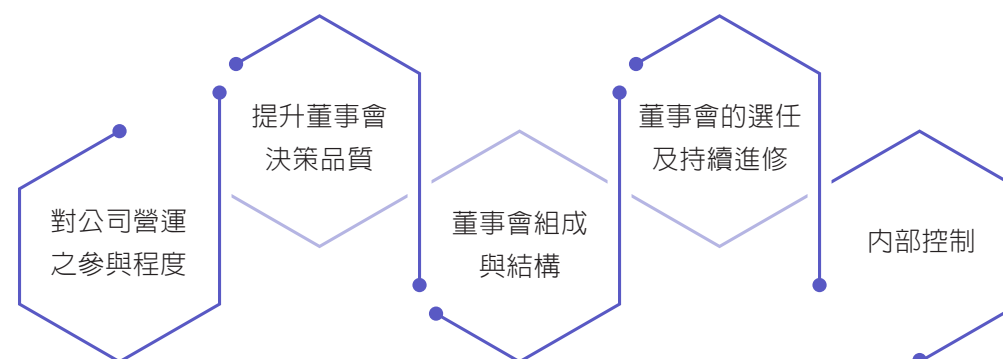 對公司營運
之參與程度
提升董事會
決策品質
董事會組成
與結構
董事會的選任
及持續進修
內部控制